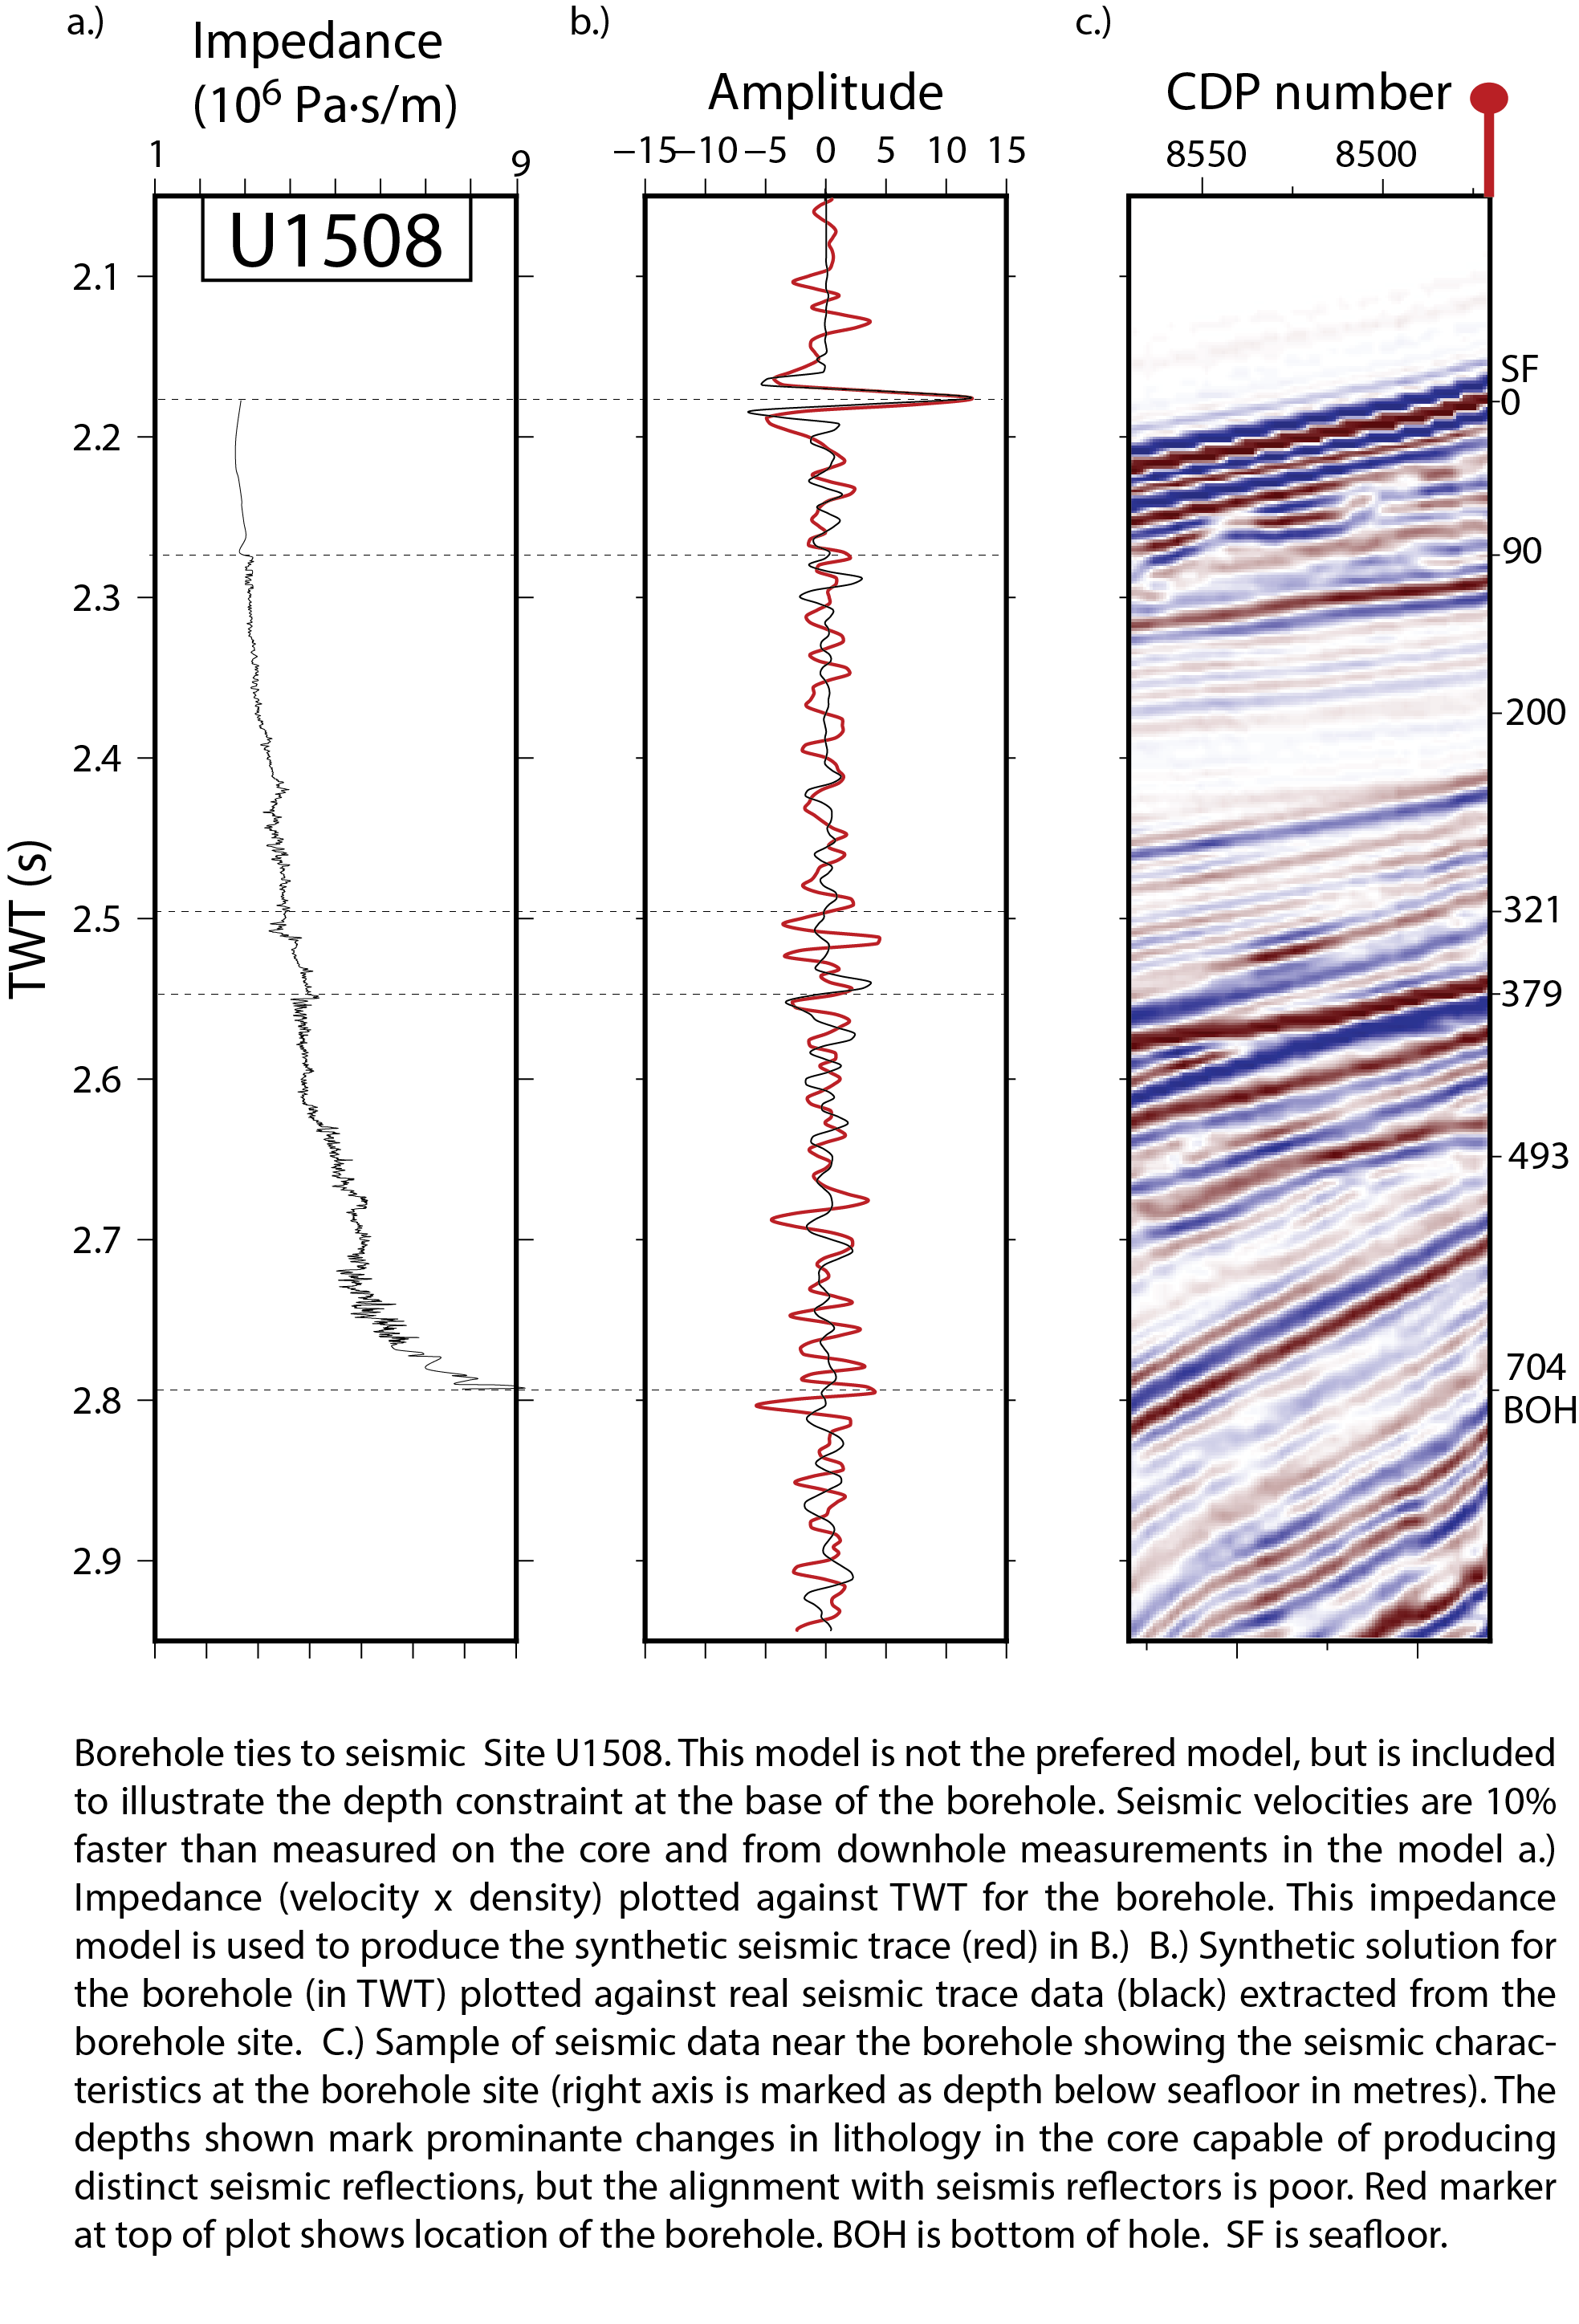 a.)
b.)
c.)
Impedance
(10⁶ Pa·s/m)
Amplitude
CDP number
1
9
−15 −10 −5 0 5 10 15
8550 8500
U1508
TWT (s)
2.1
2.2
2.3
2.4
2.5
2.6
2.7
2.8
2.9
SF
0
90
200
321
379
493
704
BOH
Borehole ties to seismic Site U1508. This model is not the prefered model, but is included
to illustrate the depth constraint at the base of the borehole. Seismic velocities are 10%
faster than measured on the core and from downhole measurements in the model a.)
Impedance (velocity x density) plotted against TWT for the borehole. This impedance
model is used to produce the synthetic seismic trace (red) in B.) B.) Synthetic solution for
the borehole (in TWT) plotted against real seismic trace data (black) extracted from the
borehole site. C.) Sample of seismic data near the borehole showing the seismic charac-
teristics at the borehole site (right axis is marked as depth below seafloor in metres). The
depths shown mark prominante changes in lithology in the core capable of producing
distinct seismic reflections, but the alignment with seismis reflectors is poor. Red marker
at top of plot shows location of the borehole. BOH is bottom of hole. SF is seafloor.